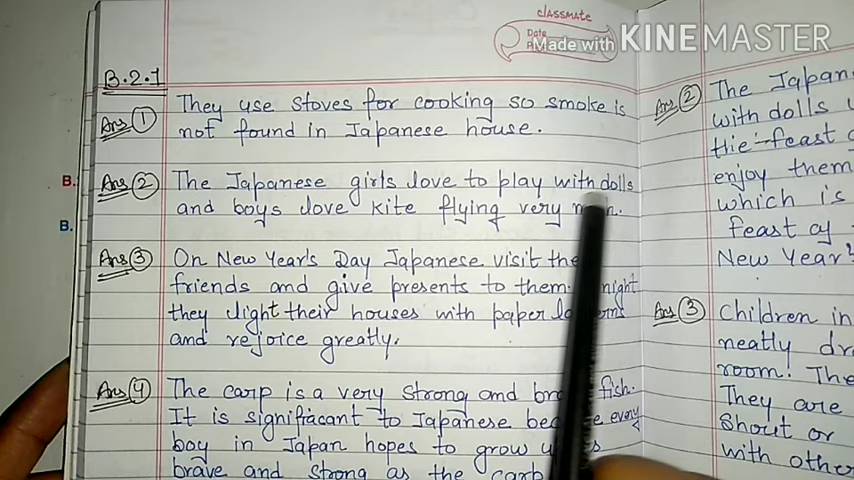 classmate
Date
Made with KINEMASTER
B.2.1
Ans 1 They use stoves for cooking so smoke is
not found in Japanese house.
B. Ans 2 The Japanese girls love to play with dolls
B. and boys love kite flying very
Ans 3 On New Year's Day Japanese visit
friends and give presents to them. night
they light their houses with paper
and rejoice greatly.
Ans 4 The carp is a very strong and fish.
It is significant to Japanese every
boy in Japan hopes to grow
brave and strong as the carp
Ans 2 The
with dolls
the feast
enjoy them
which is
feast of
New Year
Ans 3 Children in
neatly
room. The
They are
shout or
with